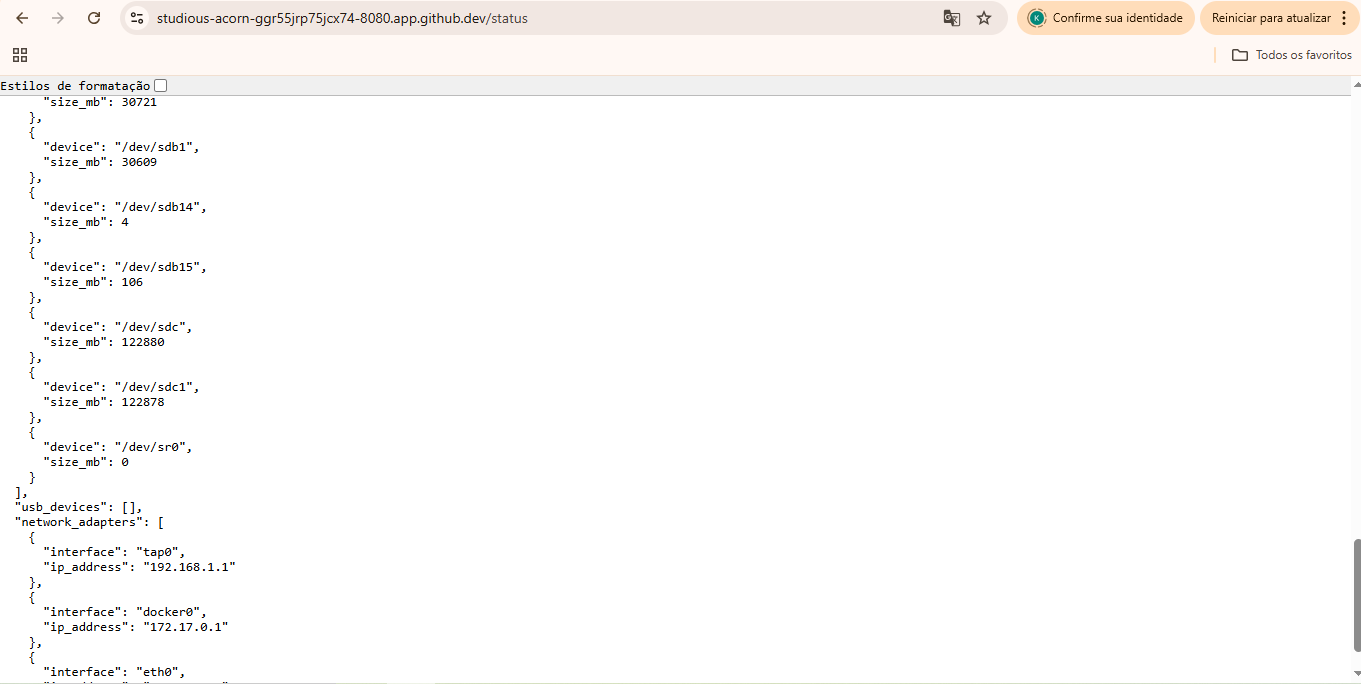 studious-acorn-ggr55jrp75jcx74-8080.app.github.dev/status
K
Confirme sua identidade
Reiniciar para atualizar
Todos os favoritos
Estilos de formatação
"size_mb": 30721
},
{
"device": "/dev/sdb1",
"size_mb": 30609
},
{
"device": "/dev/sdb14",
"size_mb": 4
},
{
"device": "/dev/sdb15",
"size_mb": 106
},
{
"device": "/dev/sdc",
"size_mb": 122880
},
{
"device": "/dev/sdc1",
"size_mb": 122878
},
{
"device": "/dev/sr0",
"size_mb": 0
}
],
"usb_devices": [],
"network_adapters": [
{
"interface": "tap0",
"ip_address": "192.168.1.1"
},
{
"interface": "docker0",
"ip_address": "172.17.0.1"
},
{
"interface": "eth0",